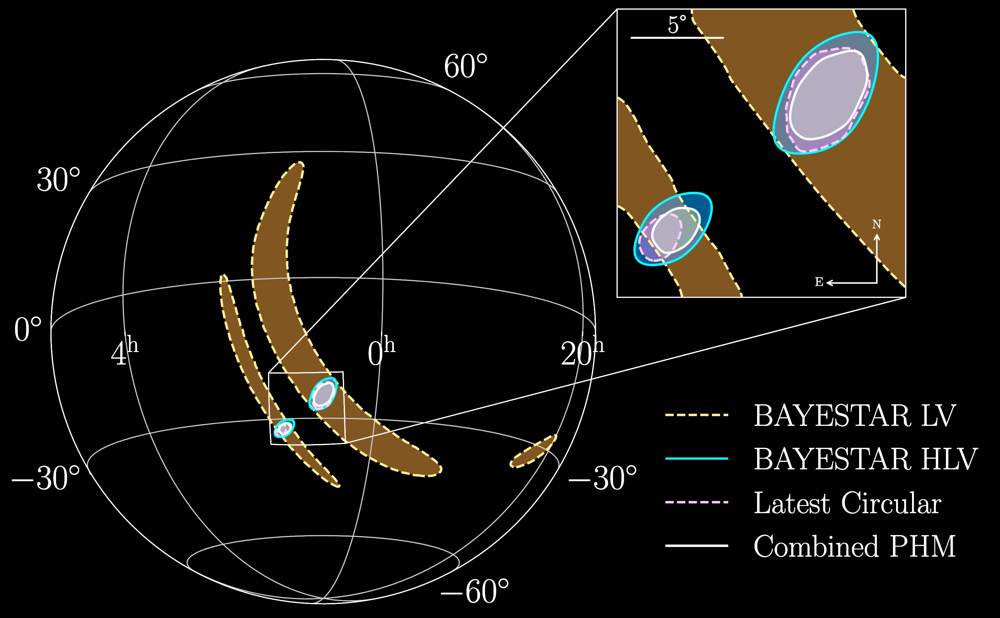 5°
60°
30°
N
E
0°
4h
0h
20h
−30°
−30°
−60°
BAYESTAR LV
BAYESTAR HLV
Latest Circular
Combined PHM